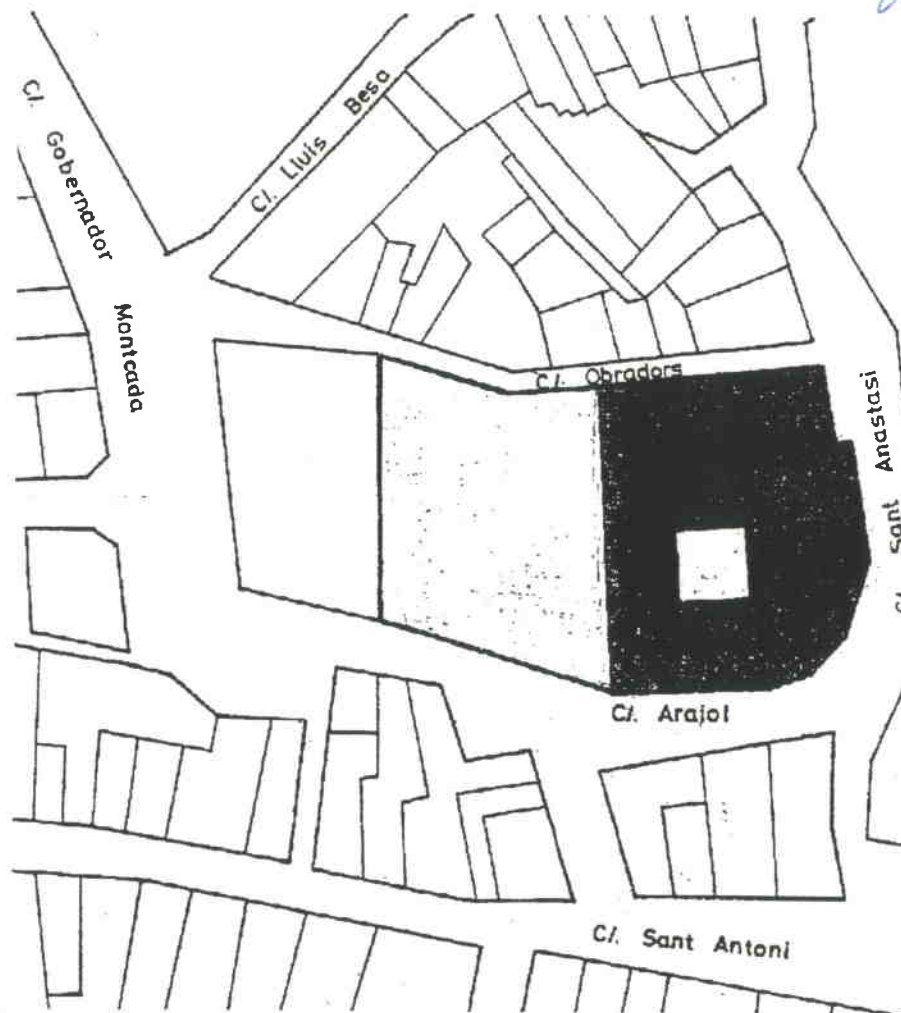 C/. Gobernador Montcada
C/. Lluís Besa
C/. Obradors
C/. Sant Anastasi
C/. Arajol
C/. Sant Antoni